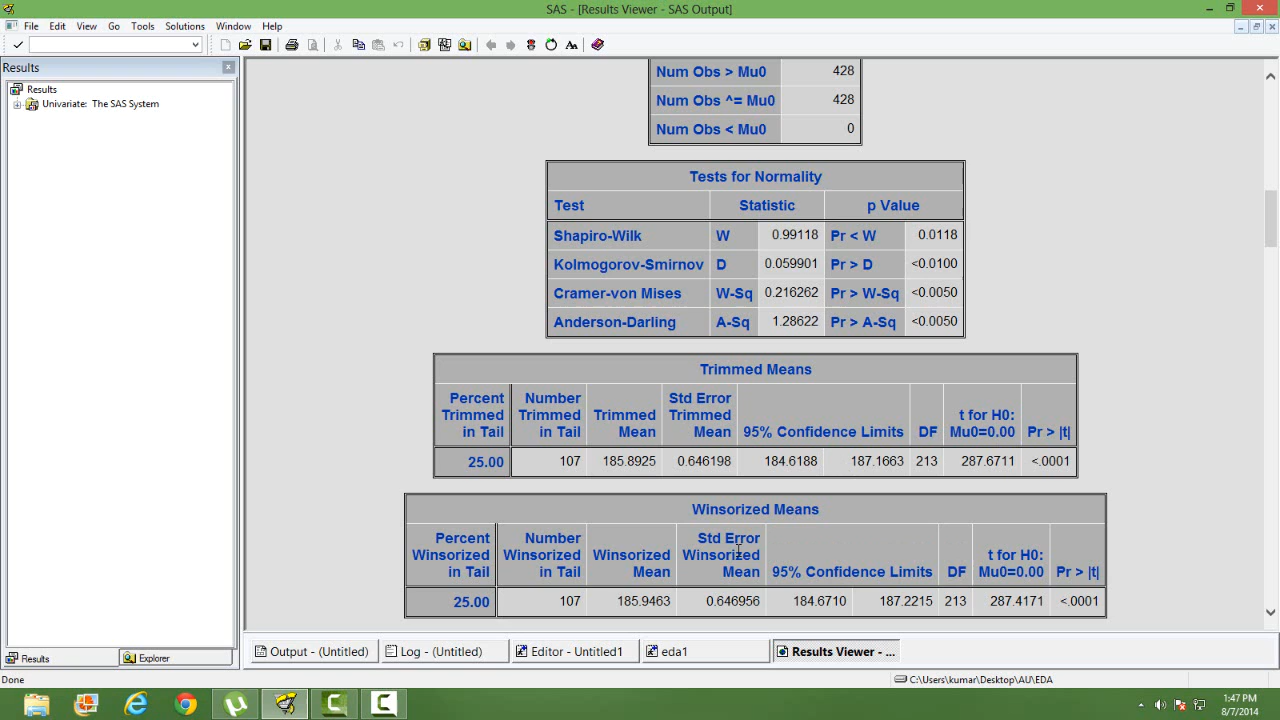 SAS - [Results Viewer - SAS Output]
File Edit View Go Tools Solutions Window Help
Results
Results
Univariate: The SAS System
Num Obs > Mu0 428
Num Obs ^= Mu0 428
Num Obs < Mu0 0
Tests for Normality
Test Statistic p Value
Shapiro-Wilk W 0.99118 Pr < W 0.0118
Kolmogorov-Smirnov D 0.059901 Pr > D <0.0100
Cramer-von Mises W-Sq 0.216262 Pr > W-Sq <0.0050
Anderson-Darling A-Sq 1.28622 Pr > A-Sq <0.0050
Trimmed Means
Percent Number Std Error
Trimmed Trimmed Trimmed Trimmed t for H0:
in Tail in Tail Mean Mean 95% Confidence Limits DF Mu0=0.00 Pr > |t|
25.00 107 185.8925 0.646198 184.6188 187.1663 213 287.6711 <.0001
Winsorized Means
Percent Number Std Error
Winsorized Winsorized Winsorized Winsorized t for H0:
in Tail in Tail Mean Mean 95% Confidence Limits DF Mu0=0.00 Pr > |t|
25.00 107 185.9463 0.646956 184.6710 187.2215 213 287.4171 <.0001
Results Explorer
Output - (Untitled) Log - (Untitled) Editor - Untitled1 eda1 Results Viewer - ...
Done C:\Users\kumar\Desktop\AU\EDA
1:47 PM
8/7/2014